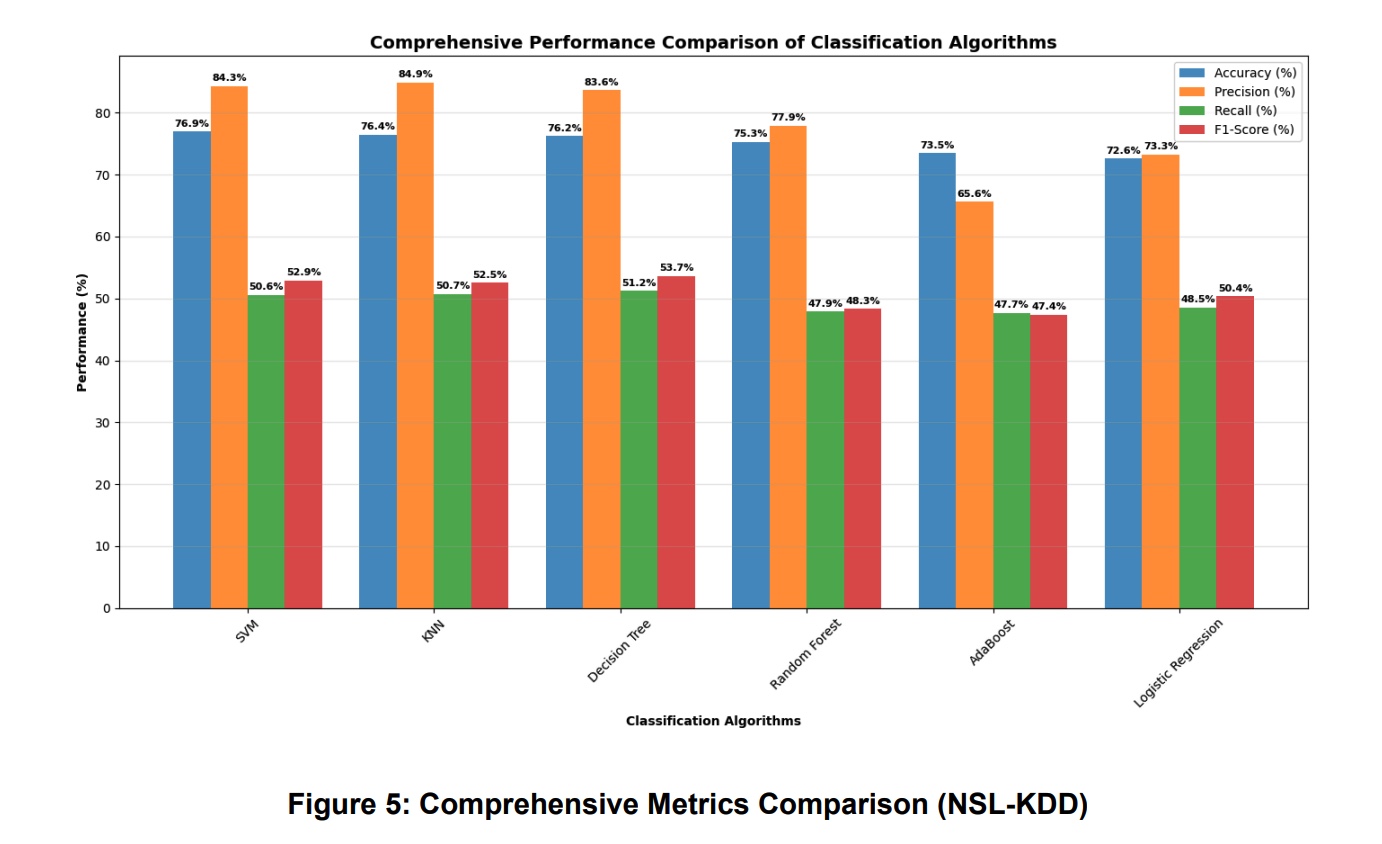 Comprehensive Performance Comparison of Classification Algorithms
Accuracy (%)
Precision (%)
Recall (%)
F1-Score (%)
Performance (%)
80
70
60
50
40
30
20
10
0
76.9% 84.3% 50.6% 52.9%
76.4% 84.9% 50.7% 52.5%
76.2% 83.6% 51.2% 53.7%
75.3% 77.9% 47.9% 48.3%
73.5% 65.6% 47.7% 47.4%
72.6% 73.3% 48.5% 50.4%
SVM
KNN
Decision Tree
Random Forest
AdaBoost
Logistic Regression
Classification Algorithms
Figure 5: Comprehensive Metrics Comparison (NSL-KDD)